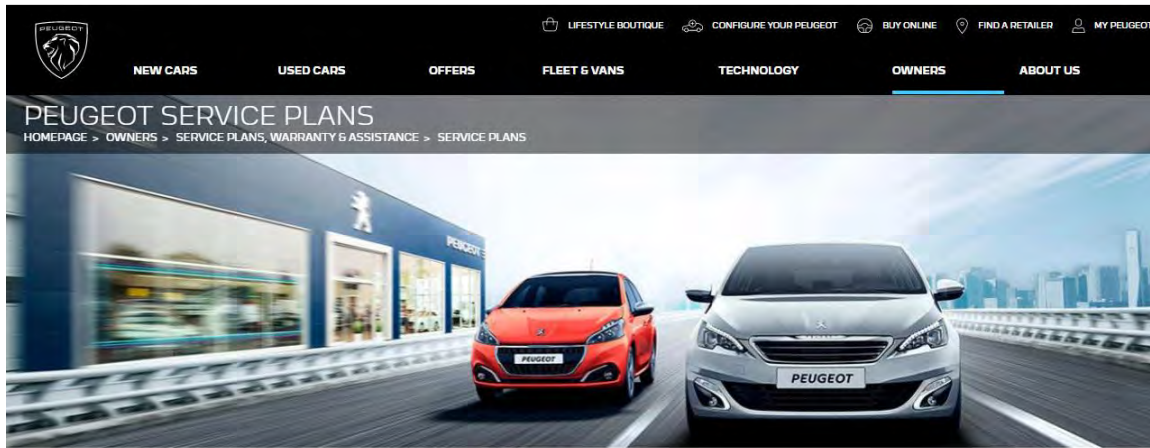 PEUGEOT
LIFESTYLE BOUTIQUE CONFIGURE YOUR PEUGEOT BUY ONLINE FIND A RETAILER MY PEUGEOT
NEW CARS USED CARS OFFERS FLEET & VANS TECHNOLOGY OWNERS ABOUT US
PEUGEOT SERVICE PLANS
HOMEPAGE > OWNERS > SERVICE PLANS, WARRANTY & ASSISTANCE > SERVICE PLANS
PEUGEOT
PEUGEOT
PEUGEOT